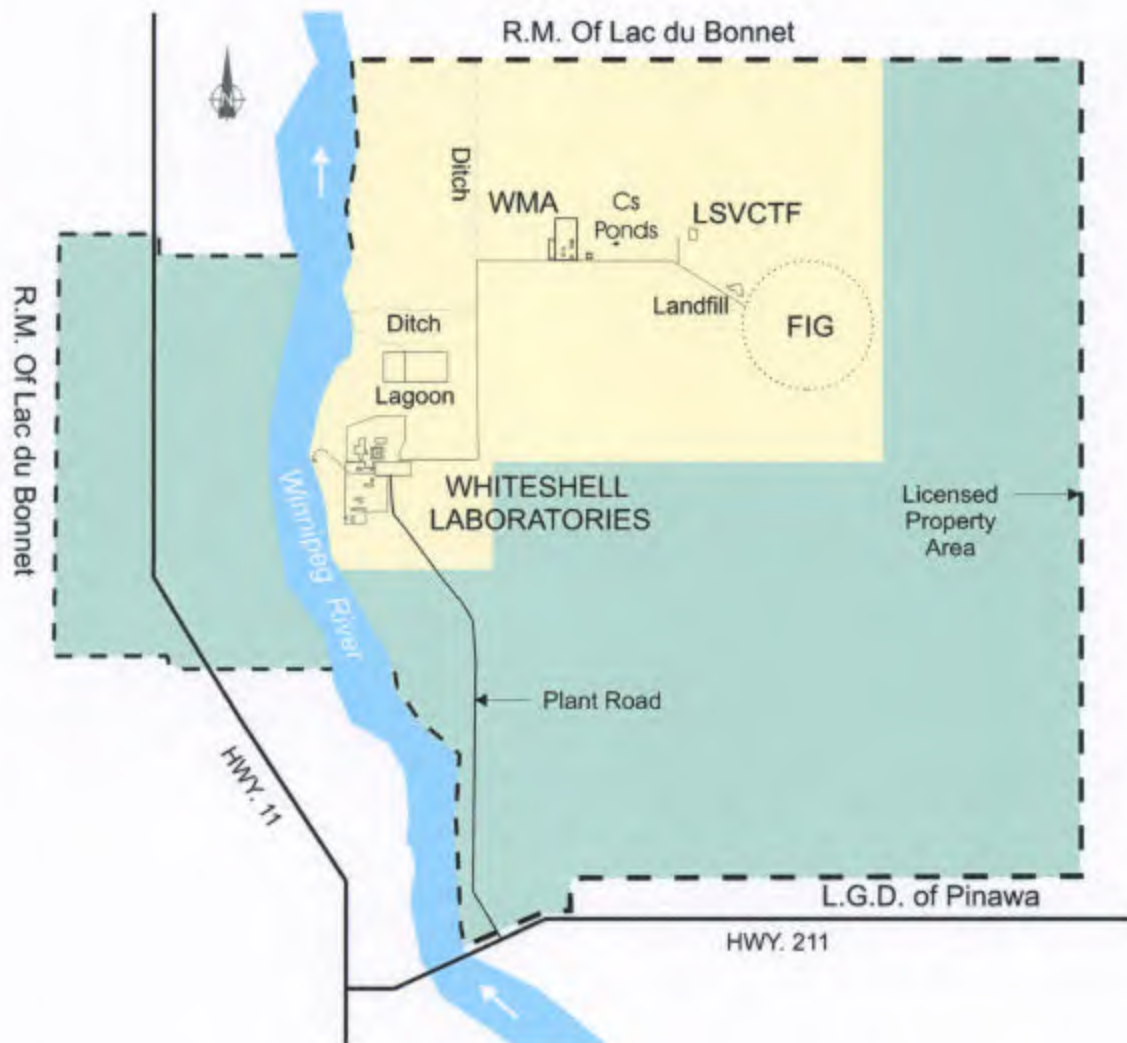 R.M. Of Lac du Bonnet
N
Ditch
WMA
Cs
Ponds
LSVCTF
Landfill
FIG
Ditch
Lagoon
R.M. Of Lac du Bonnet
WHITESHELL
LABORATORIES
Licensed
Property
Area
Winnipeg River
Plant Road
HWY. 11
L.G.D. of Pinawa
HWY. 211